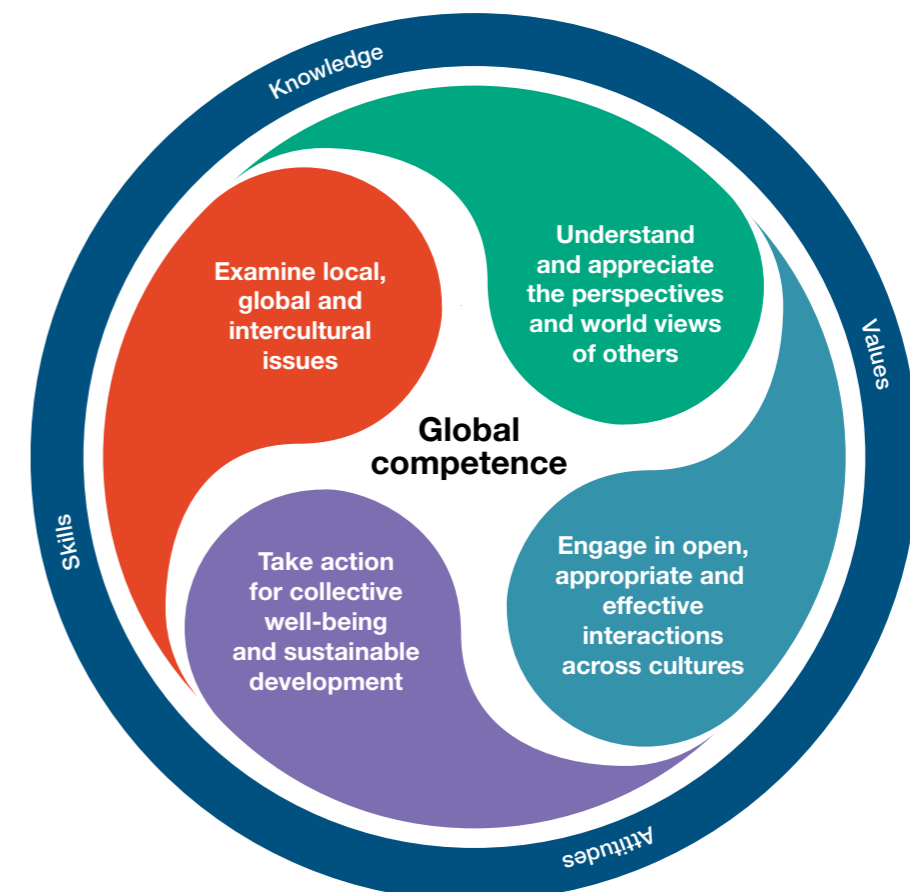 Knowledge
Values
Attitudes
Skills
Examine local,
global and
intercultural
issues
Understand
and appreciate
the perspectives
and world views
of others
Global
competence
Take action
for collective
well-being
and sustainable
development
Engage in open,
appropriate and
effective
interactions
across cultures